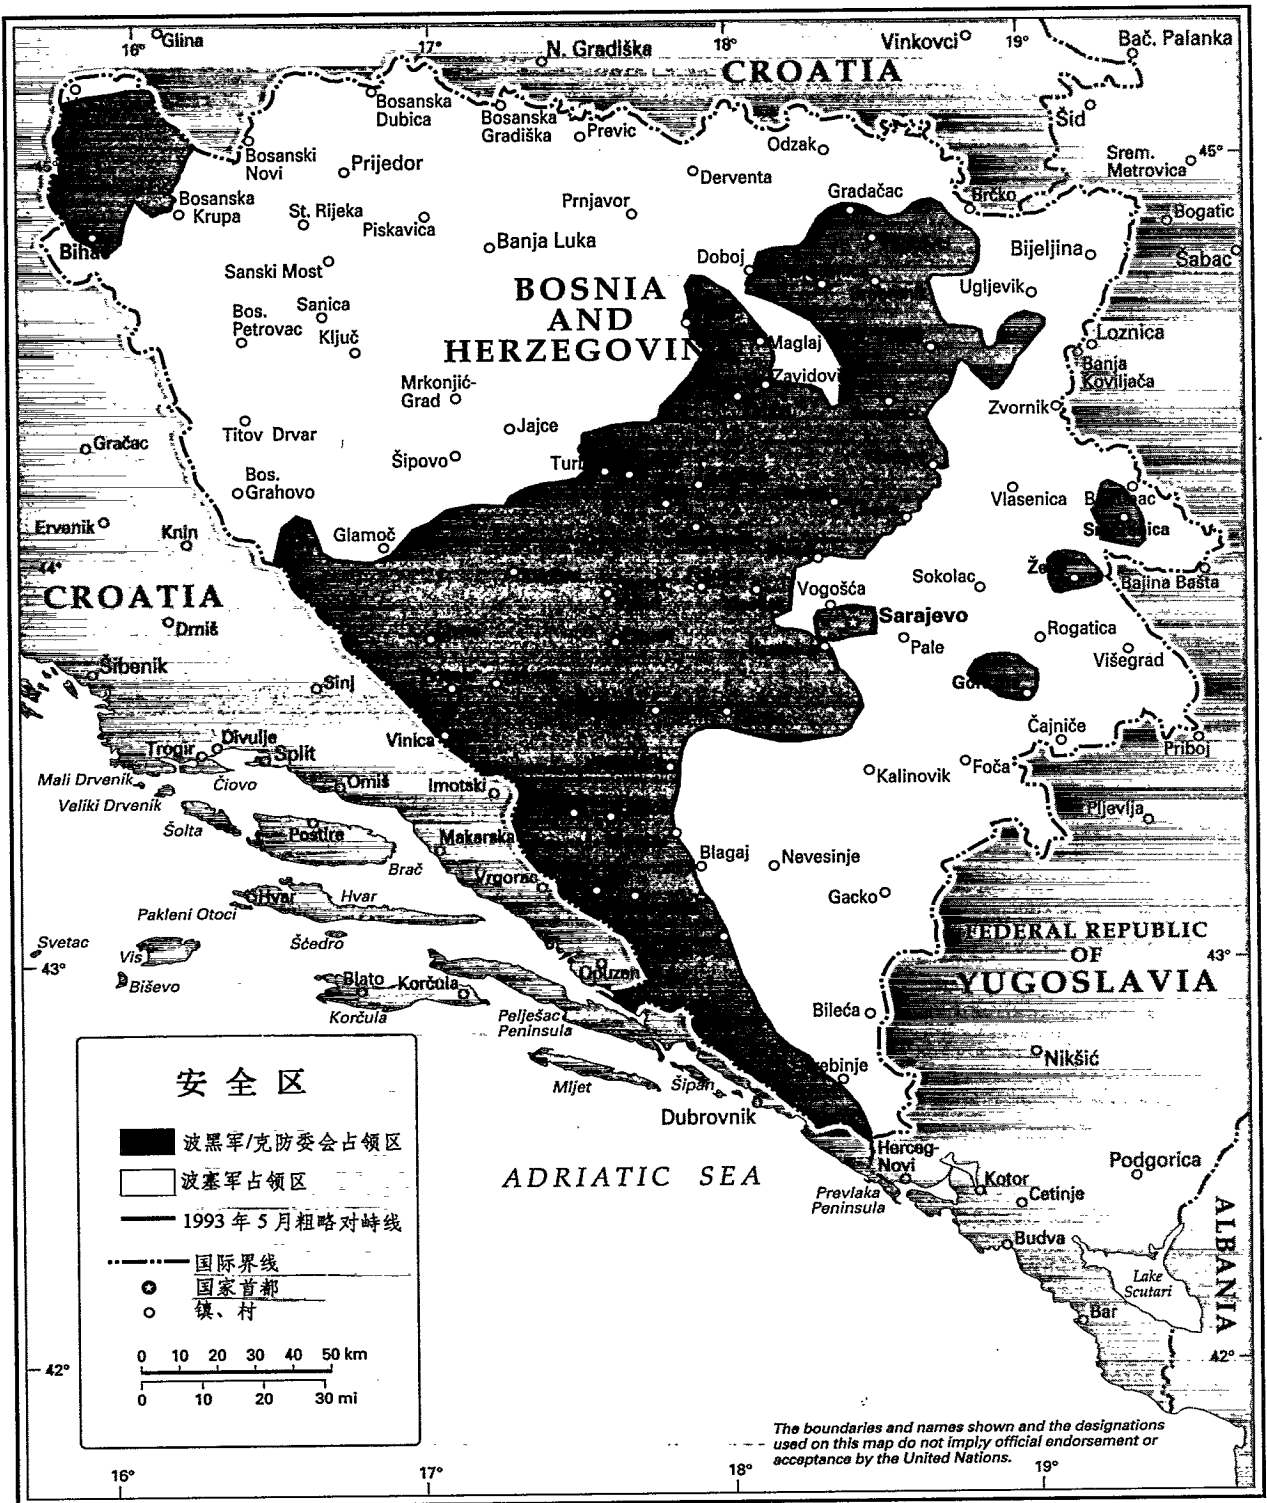 16°
Glina
17°
N. Gradiška
18°
CROATIA
Vinkovci
19°
Bač. Palanka
Bosanska
Dubica
Bosanska
Gradiška
Previc
Šid
45°
Bosanski
Novi
Prijedor
Odzak
Srem.
Metrovica
45°
Derventa
Gradačac
Brčko
Bosanska
Krupa
St. Rijeka
Piskavica
Prnjavor
Bogatic
Banja Luka
Doboj
Bijeljina
Šabac
Sanski Most
Ugljevik
BOSNIA
AND
HERZEGOVIN
Bos.
Petrovac
Sanica
Ključ
Maglaj
Loznica
Banja
Koviljača
Zavidovi
Mrkonjić-
Grad
Zvornik
Titov Drvar
Jajce
Gračac
Šipovo
Bos.
Grahovo
Vlasenica
Ervenik
Knin
Glamoč
44°
Vogošća
Sokolac
Bajina Bašta
CROATIA
Drniš
Sarajevo
Rogatica
Pale
Višegrad
Šibenik
Sinj
Čajniče
Trogir
Divulje
Split
Vinica
Priboj
Mali Drvenik
Čiovo
Omiš
Imotski
Kalinovik
Foča
Veliki Drvenik
Šolta
Postira
Makarska
Pljevlja
Brač
Blagaj
Nevesinje
Vrgorac
Hvar
Hvar
Gacko
Pakleni Otoci
Svetac
Vis
Šćedro
FEDERAL REPUBLIC
OF
YUGOSLAVIA
43°
43°
Biševo
Blato
Korčula
Opuzen
Korčula
Pelješac
Peninsula
Bileća
Nikšić
Mljet
Šipan
Dubrovnik
ebinje
ADRIATIC SEA
Herceg-
Novi
Prevlaka
Peninsula
Kotor
Cetinje
Podgorica
Budva
ALBANIA
Lake
Scutari
Bar
安全区
波黑军/克防委会占领区
波塞军占领区
1993年5月粗略对峙线
国际界线
国家首都
镇、村
0 10 20 30 40 50 km
0 10 20 30 mi
42°
42°
The boundaries and names shown and the designations
used on this map do not imply official endorsement or
acceptance by the United Nations.
16°
17°
18°
19°